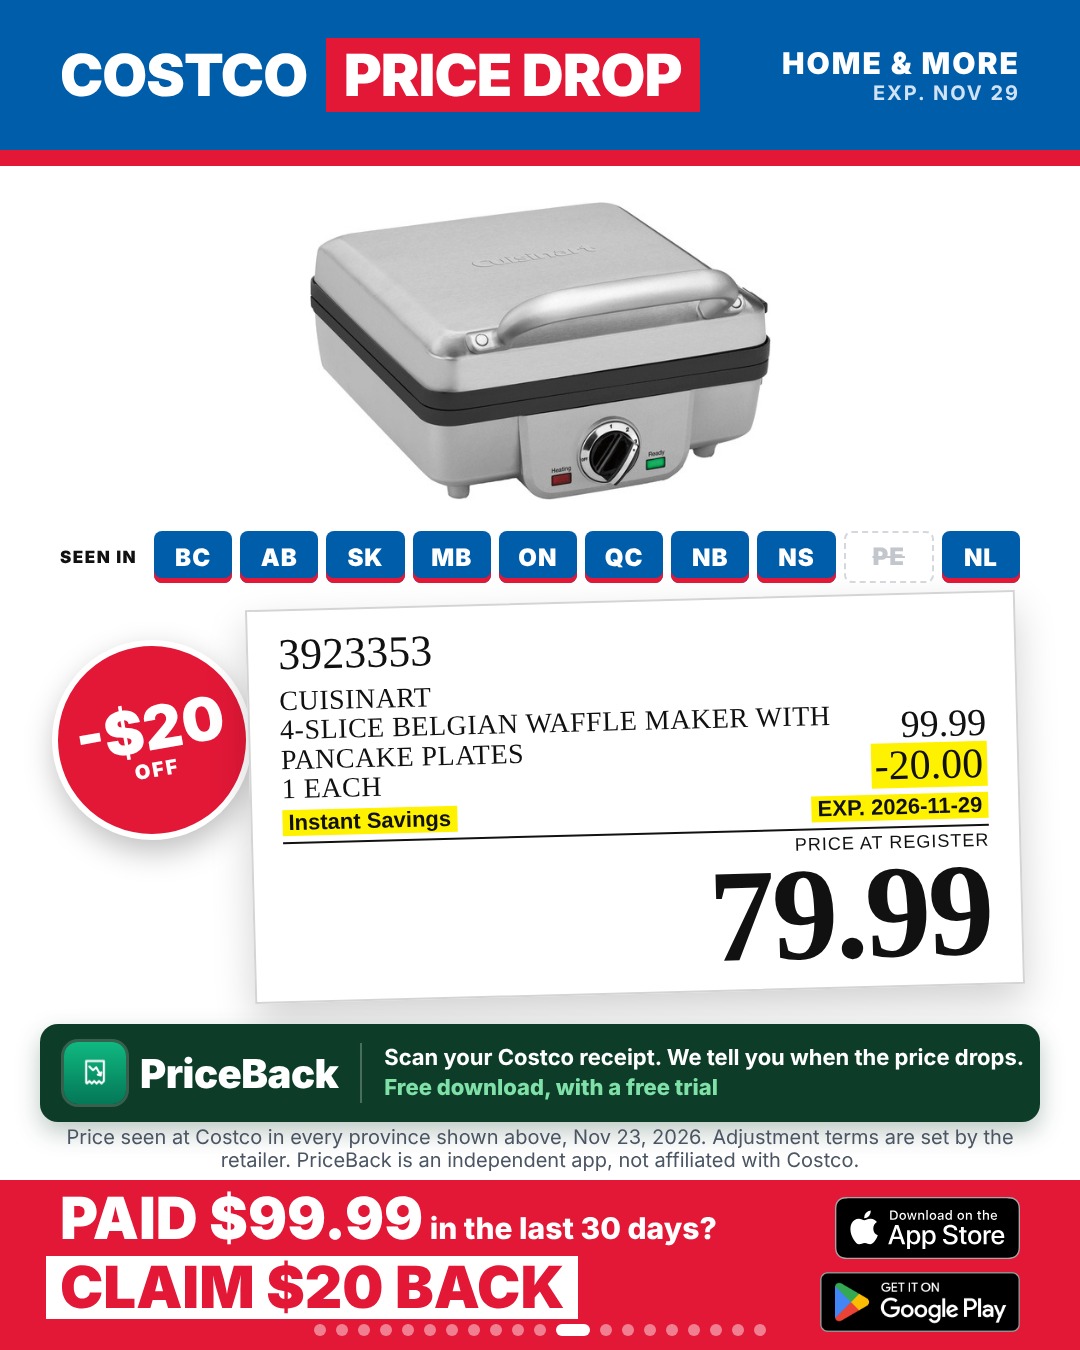 COSTCO PRICE DROP
HOME & MORE
EXP. NOV 29
Cuisinart
Heating
OFF
1
Ready
SEEN IN BC AB SK MB ON QC NB NS PE NL
-$20
OFF
3923353
CUISINART
4-SLICE BELGIAN WAFFLE MAKER WITH
PANCAKE PLATES
1 EACH
99.99
-20.00
Instant Savings
EXP. 2026-11-29
PRICE AT REGISTER
79.99
PriceBack
Scan your Costco receipt. We tell you when the price drops.
Free download, with a free trial
Price seen at Costco in every province shown above, Nov 23, 2026. Adjustment terms are set by the
retailer. PriceBack is an independent app, not affiliated with Costco.
PAID $99.99 in the last 30 days?
CLAIM $20 BACK
Download on the
App Store
GET IT ON
Google Play